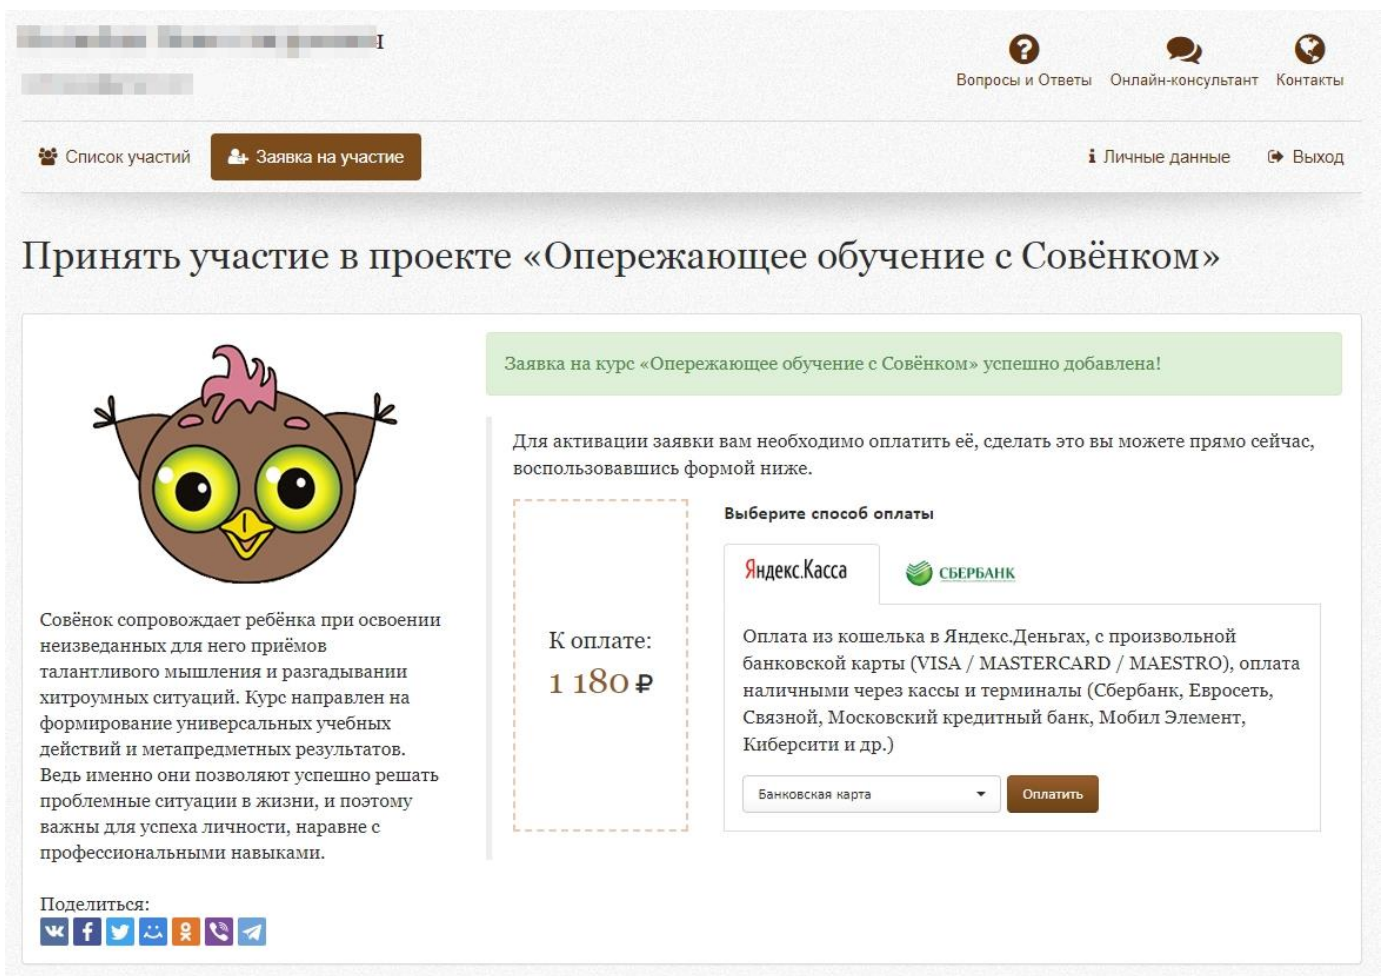 Вопросы и Ответы
Онлайн-консультант
Контакты
Список участий
Заявка на участие
Личные данные
Выход
Принять участие в проекте «Опережающее обучение с Совёнком»
Заявка на курс «Опережающее обучение с Совёнком» успешно добавлена!
Для активации заявки вам необходимо оплатить её, сделать это вы можете прямо сейчас,
воспользовавшись формой ниже.
К оплате:
1 180 ₽
Выберите способ оплаты
Яндекс.Касса
СБЕРБАНК
Оплата из кошелька в Яндекс.Деньгах, с произвольной
банковской карты (VISA / MASTERCARD / MAESTRO), оплата
наличными через кассы и терминалы (Сбербанк, Евросеть,
Связной, Московский кредитный банк, Мобил Элемент,
Киберсити и др.)
Банковская карта
Оплатить
Совёнок сопровождает ребёнка при освоении
неизведанных для него приёмов
талантливого мышления и разгадывании
хитроумных ситуаций. Курс направлен на
формирование универсальных учебных
действий и метапредметных результатов.
Ведь именно они позволяют успешно решать
проблемные ситуации в жизни, и поэтому
важны для успеха личности, наравне с
профессиональными навыками.
Поделиться: